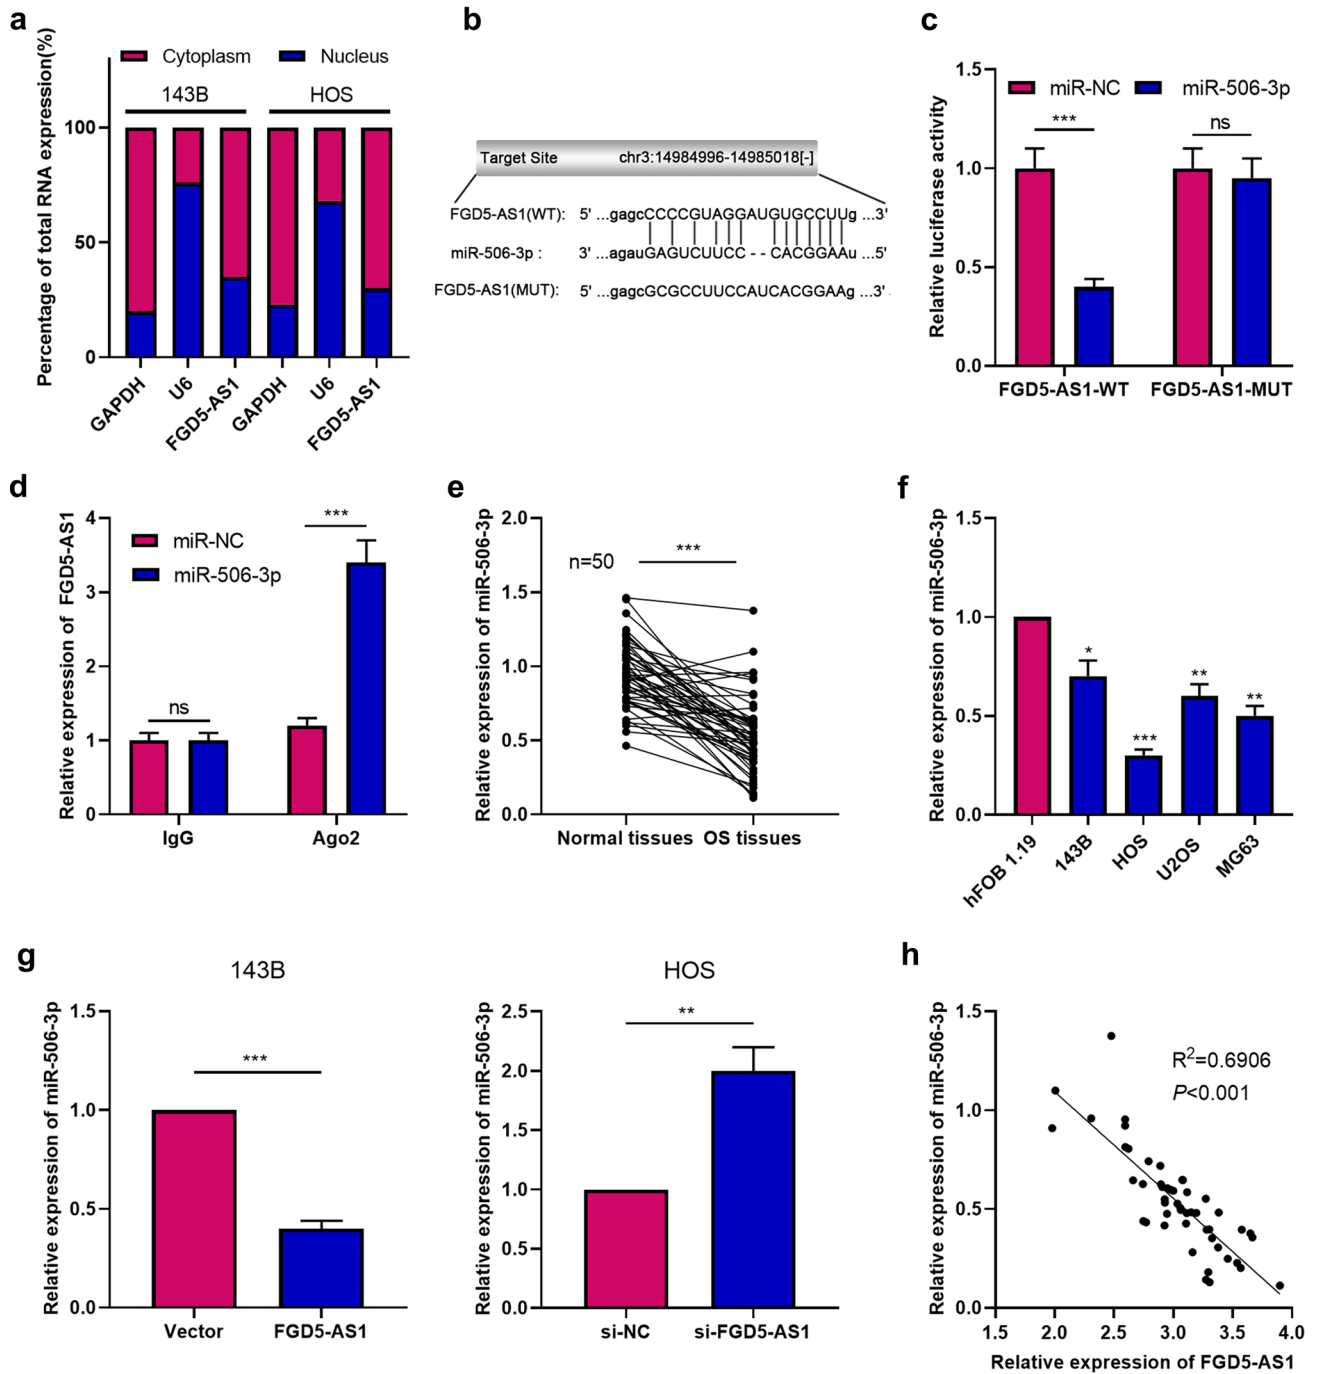 a
Percentage of total RNA expression(%)
Cytoplasm Nucleus
143B HOS
100
50
0
GAPDH U6 FGD5-AS1 GAPDH U6 FGD5-AS1
b
Target Site chr3:14984996-14985018[-]
FGD5-AS1(WT): 5' ...gagcCCCCGUAGGAUGUGCCUUg ...3'
miR-506-3p : 3' ...agauGAGUCUUCC - - CACGGAAu ...5'
FGD5-AS1(MUT): 5' ...gagcGCGCCUUCCAUCACGGAAg ...3'
c
Relative luciferase activity
miR-NC miR-506-3p
1.5
1.0
0.5
0.0
*** ns
FGD5-AS1-WT FGD5-AS1-MUT
d
Relative expression of FGD5-AS1
miR-NC
miR-506-3p
4
3
2
1
0
ns ***
IgG Ago2
e
Relative expression of miR-506-3p
2.0
1.5
1.0
0.5
0.0
n=50 ***
Normal tissues OS tissues
f
Relative expression of miR-506-3p
1.5
1.0
0.5
0.0
* *** ** **
hFOB 1.19 143B HOS U2OS MG63
g
143B
Relative expression of miR-506-3p
1.5
1.0
0.5
0.0
***
Vector FGD5-AS1
HOS
Relative expression of miR-506-3p
2.5
2.0
1.5
1.0
0.5
0.0
**
si-NC si-FGD5-AS1
h
Relative expression of miR-506-3p
1.5
1.0
0.5
0.0
R2=0.6906
P<0.001
1.5 2.0 2.5 3.0 3.5 4.0
Relative expression of FGD5-AS1